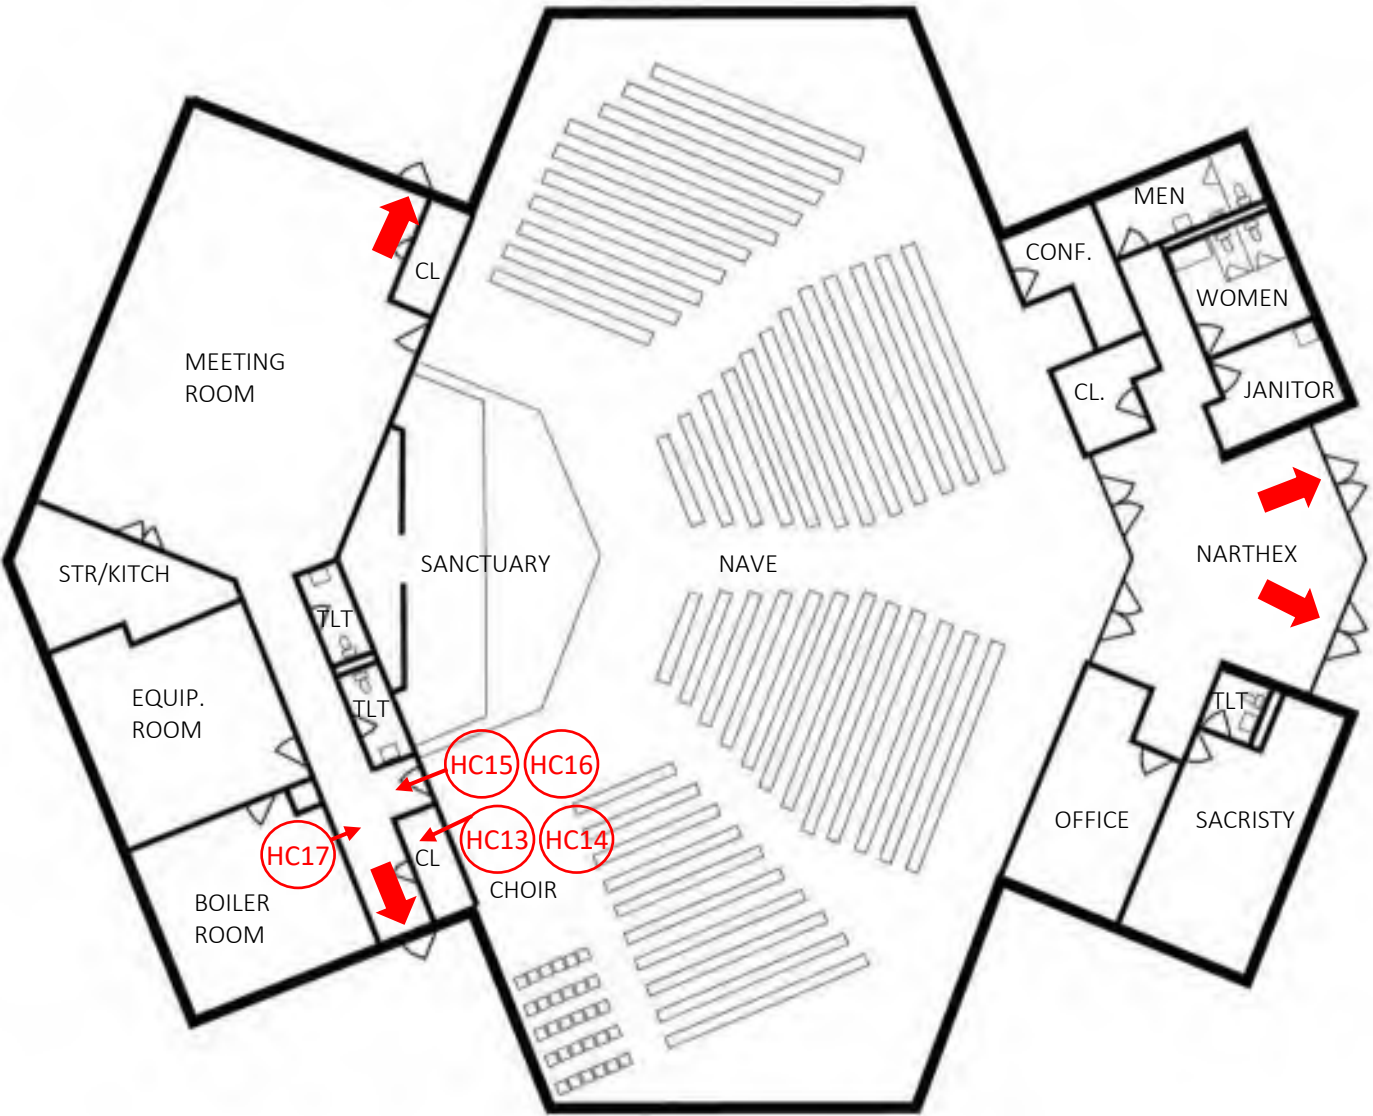 MEN
CONF.
CL
WOMEN
MEETING
ROOM
CL.
JANITOR
SANCTUARY
NAVE
NARTHEX
STR/KITCH
TLT
EQUIP.
ROOM
TLT
TLT
HC15
HC16
HC13
HC14
HC17
CL
OFFICE
SACRISTY
CHOIR
BOILER
ROOM